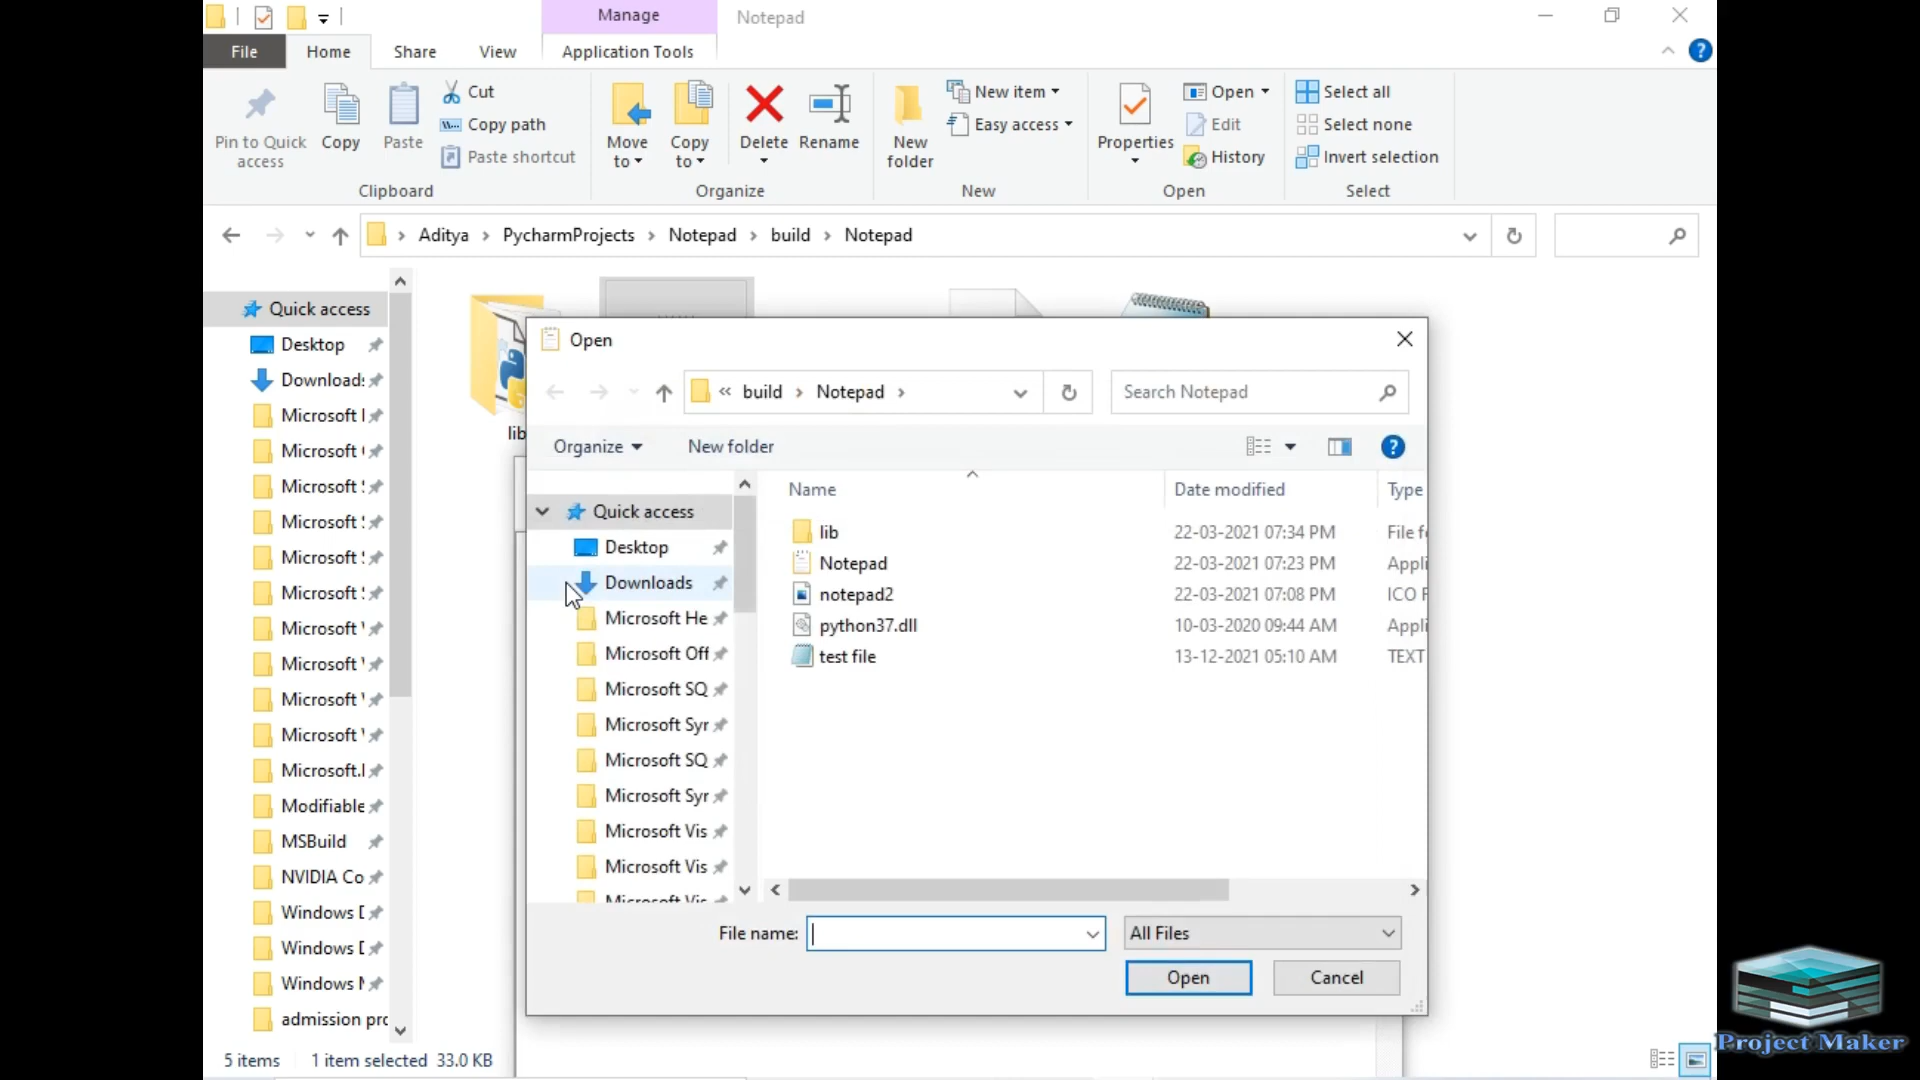 Manage
Notepad
File
Home
Share
View
Application Tools
Pin to Quick access
Copy
Paste
Cut
Copy path
Paste shortcut
Move to
Copy to
Delete
Rename
New folder
New item
Easy access
Properties
Open
Edit
History
Select all
Select none
Invert selection
Clipboard
Organize
New
Open
Select
Aditya
PycharmProjects
Notepad
build
Notepad
Quick access
Desktop
Download
Microsoft
Microsoft
Microsoft
Microsoft
Microsoft
Microsoft
Microsoft
Microsoft
Microsoft
Microsoft
Microsoft.
Modifiable
MSBuild
NVIDIA Co
Windows
Windows
Windows
admission pro
lib
Open
« build
Notepad
Search Notepad
Organize
New folder
Quick access
Desktop
Downloads
Microsoft He
Microsoft Off
Microsoft SQ
Microsoft Syr
Microsoft SQ
Microsoft Syr
Microsoft Vis
Microsoft Vis
Microsoft Vis
Name Date modified Type
lib 22-03-2021 07:34 PM File f
Notepad 22-03-2021 07:23 PM Appli
notepad2 22-03-2021 07:08 PM ICO F
python37.dll 10-03-2020 09:44 AM Appli
test file 13-12-2021 05:10 AM TEXT
File name:
All Files
Open
Cancel
5 items 1 item selected 33.0 KB
Project Maker